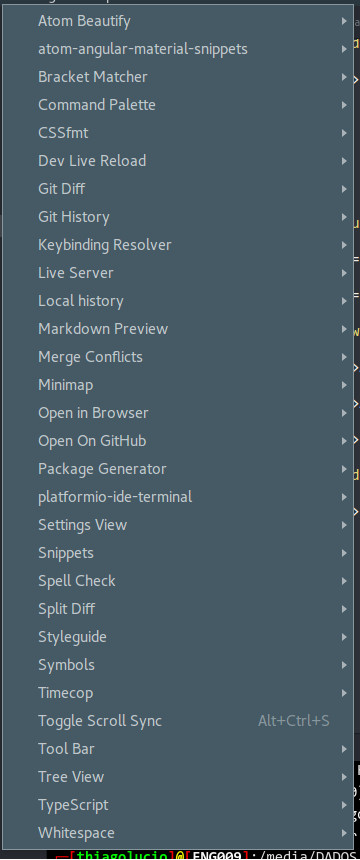 Atom Beautify
atom-angular-material-snippets
Bracket Matcher
Command Palette
CSSfmt
Dev Live Reload
Git Diff
Git History
Keybinding Resolver
Live Server
Local history
Markdown Preview
Merge Conflicts
Minimap
Open in Browser
Open On GitHub
Package Generator
platformio-ide-terminal
Settings View
Snippets
Spell Check
Split Diff
Styleguide
Symbols
Timecop
Toggle Scroll Sync Alt+Ctrl+S
Tool Bar
Tree View
TypeScript
Whitespace
[thiagolucio]@[ENG009]:/media/DADOS